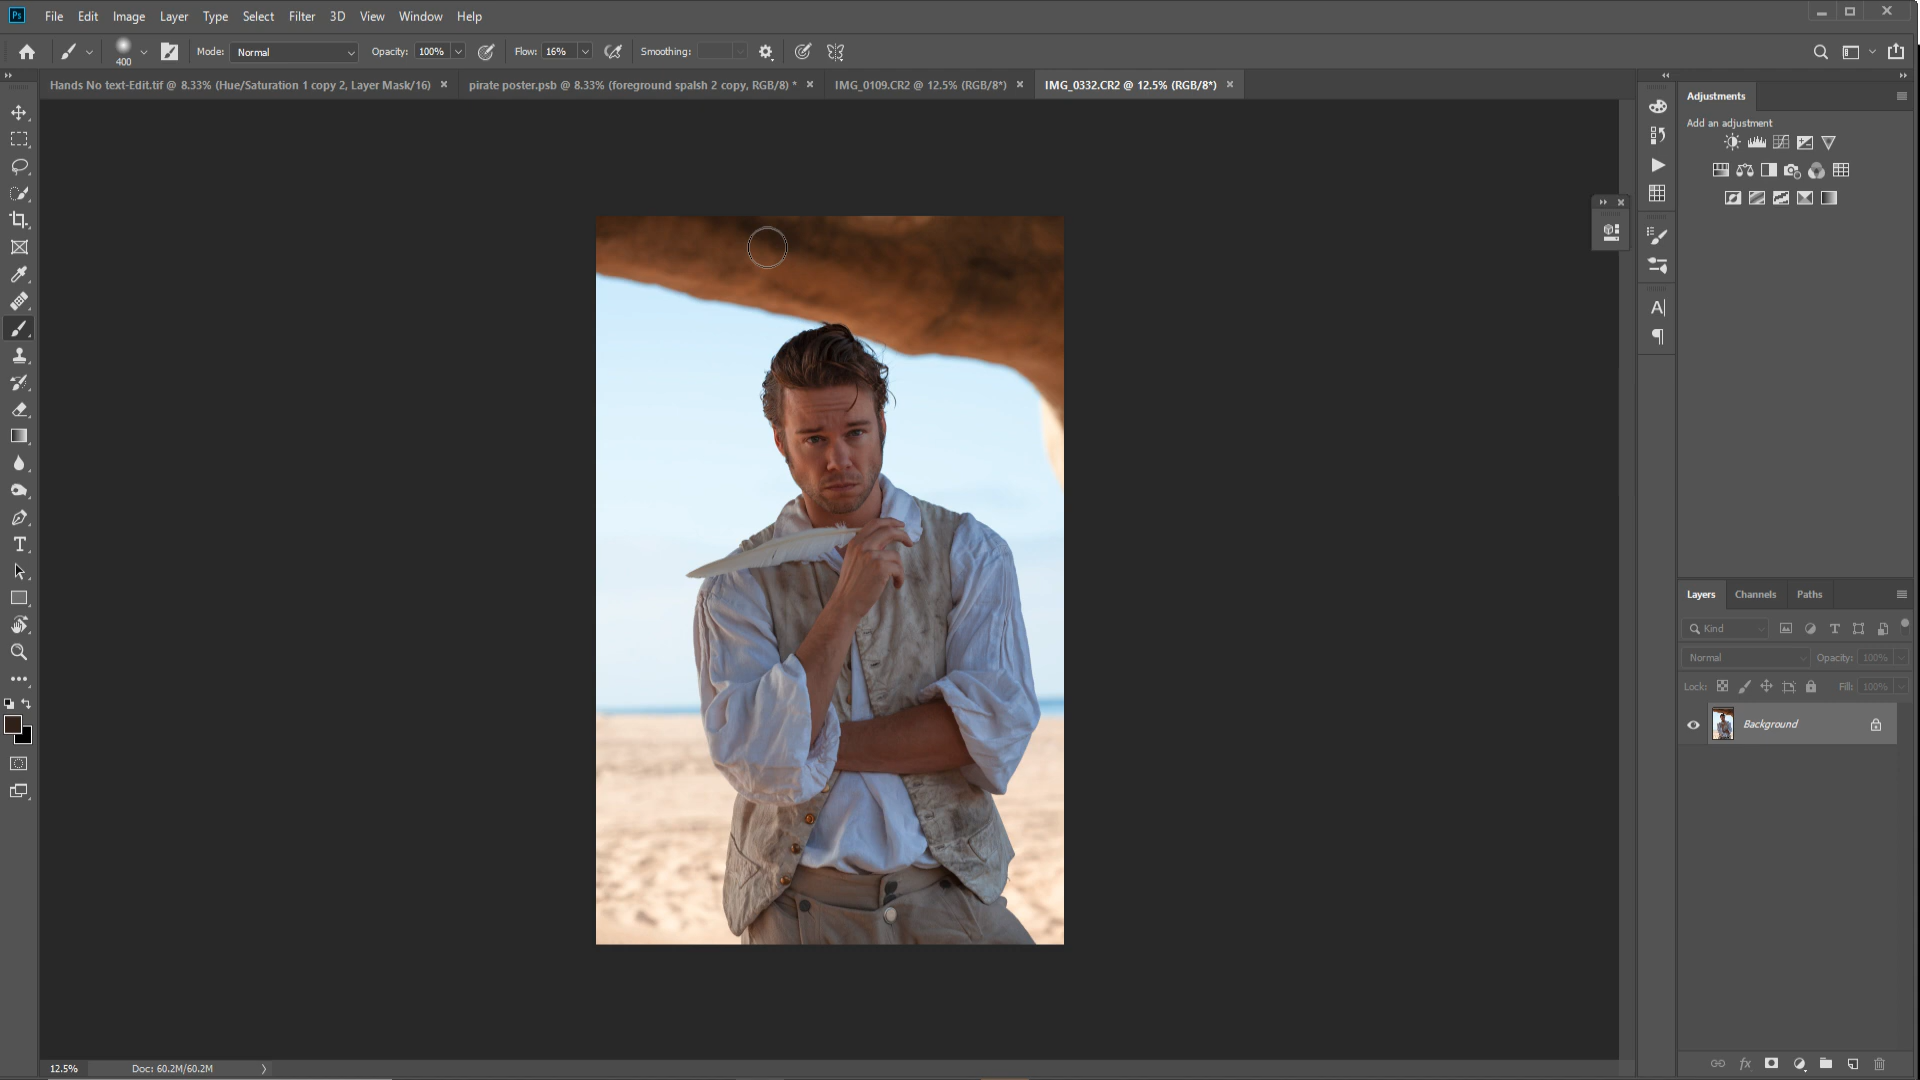 Ps File Edit Image Layer Type Select Filter 3D View Window Help
400 Mode: Normal Opacity: 100% Flow: 16% Smoothing:
Hands No text-Edit.tif @ 8.33% (Hue/Saturation 1 copy 2, Layer Mask/16) × pirate poster.psb @ 8.33% (foreground spalsh 2 copy, RGB/8) * × IMG_0109.CR2 @ 12.5% (RGB/8*) × IMG_0332.CR2 @ 12.5% (RGB/8*) ×
Adjustments
Add an adjustment
Layers Channels Paths
Kind
Normal Opacity: 100%
Lock: Fill: 100%
Background
fx
12.5% Doc: 60.2M/60.2M